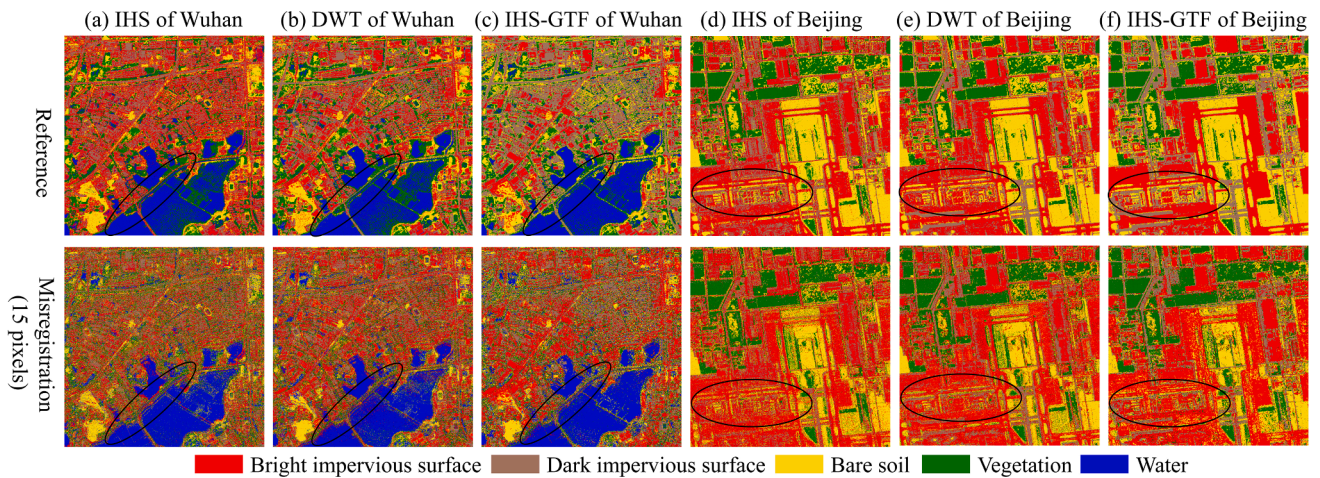 (a) IHS of Wuhan (b) DWT of Wuhan (c) IHS-GTF of Wuhan (d) IHS of Beijing (e) DWT of Beijing (f) IHS-GTF of Beijing
Reference
Misregistration
(15 pixels)
Bright impervious surface Dark impervious surface Bare soil Vegetation Water